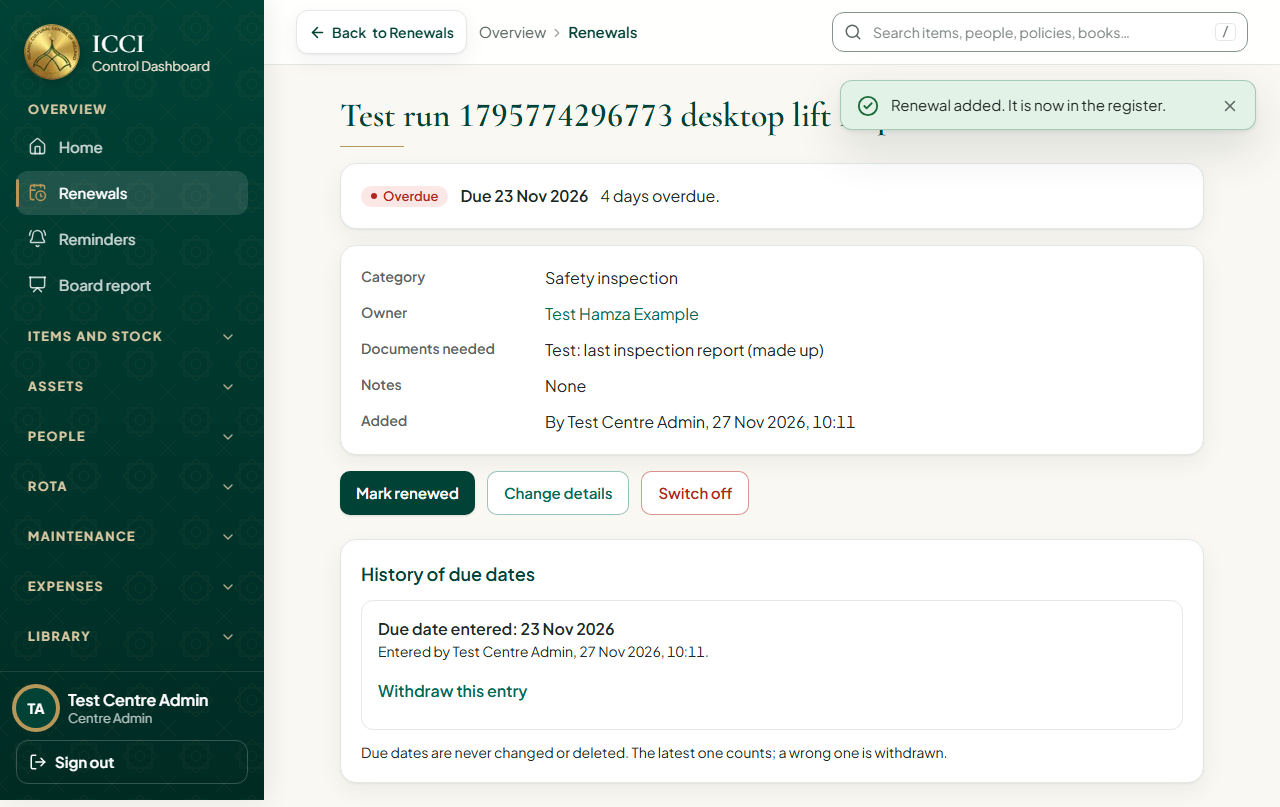 ICCI
Control Dashboard
OVERVIEW
Home
Renewals
Reminders
Board report
ITEMS AND STOCK
ASSETS
PEOPLE
ROTA
MAINTENANCE
EXPENSES
LIBRARY
TA
Test Centre Admin
Centre Admin
Sign out
Back to Renewals
Overview > Renewals
Search items, people, policies, books…
/
Renewal added. It is now in the register.
Test run 1795774296773 desktop lift
Overdue Due 23 Nov 2026 4 days overdue.
Category Safety inspection
Owner Test Hamza Example
Documents needed Test: last inspection report (made up)
Notes None
Added By Test Centre Admin, 27 Nov 2026, 10:11
Mark renewed Change details Switch off
History of due dates
Due date entered: 23 Nov 2026
Entered by Test Centre Admin, 27 Nov 2026, 10:11.
Withdraw this entry
Due dates are never changed or deleted. The latest one counts; a wrong one is withdrawn.